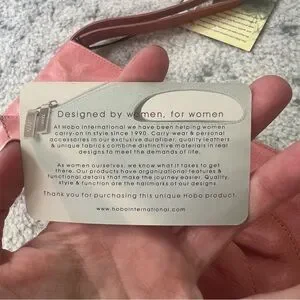 Designed by women, for women
At Hobo International we have been helping women
carry-on in style since 1990. Carry-wear & personal
accessories in our exclusive durafiber, quality leathers
& unique fabrics combine distinctive materials in real
designs to meet the demands of life.
As women ourselves, we know what it takes to get
there. Our products have organizational features &
functional details that make the journey easier. Quality,
style & function are the hallmarks of our designs.
Thank you for purchasing this unique Hobo product.
www.hobointernational.com